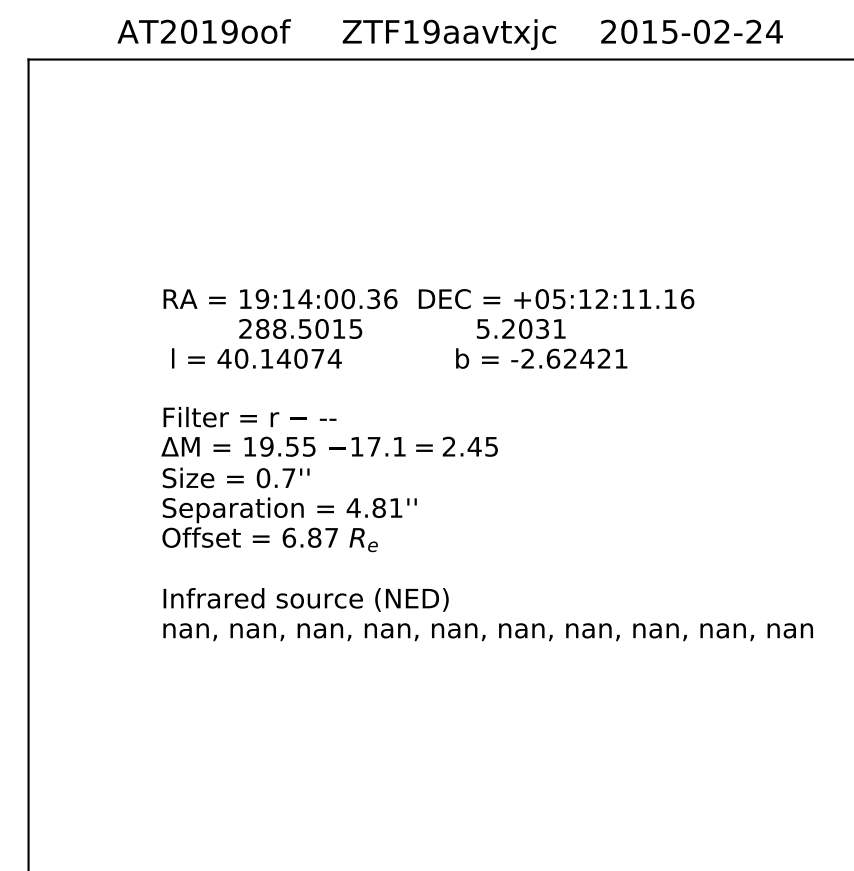 AT2019oof ZTF19aavtxjc 2015-02-24
RA = 19:14:00.36 DEC = +05:12:11.16
288.5015 5.2031
l = 40.14074 b = -2.62421
Filter = r − --
ΔM = 19.55 −17.1 = 2.45
Size = 0.7''
Separation = 4.81''
Offset = 6.87 Rₑ
Infrared source (NED)
nan, nan, nan, nan, nan, nan, nan, nan, nan, nan